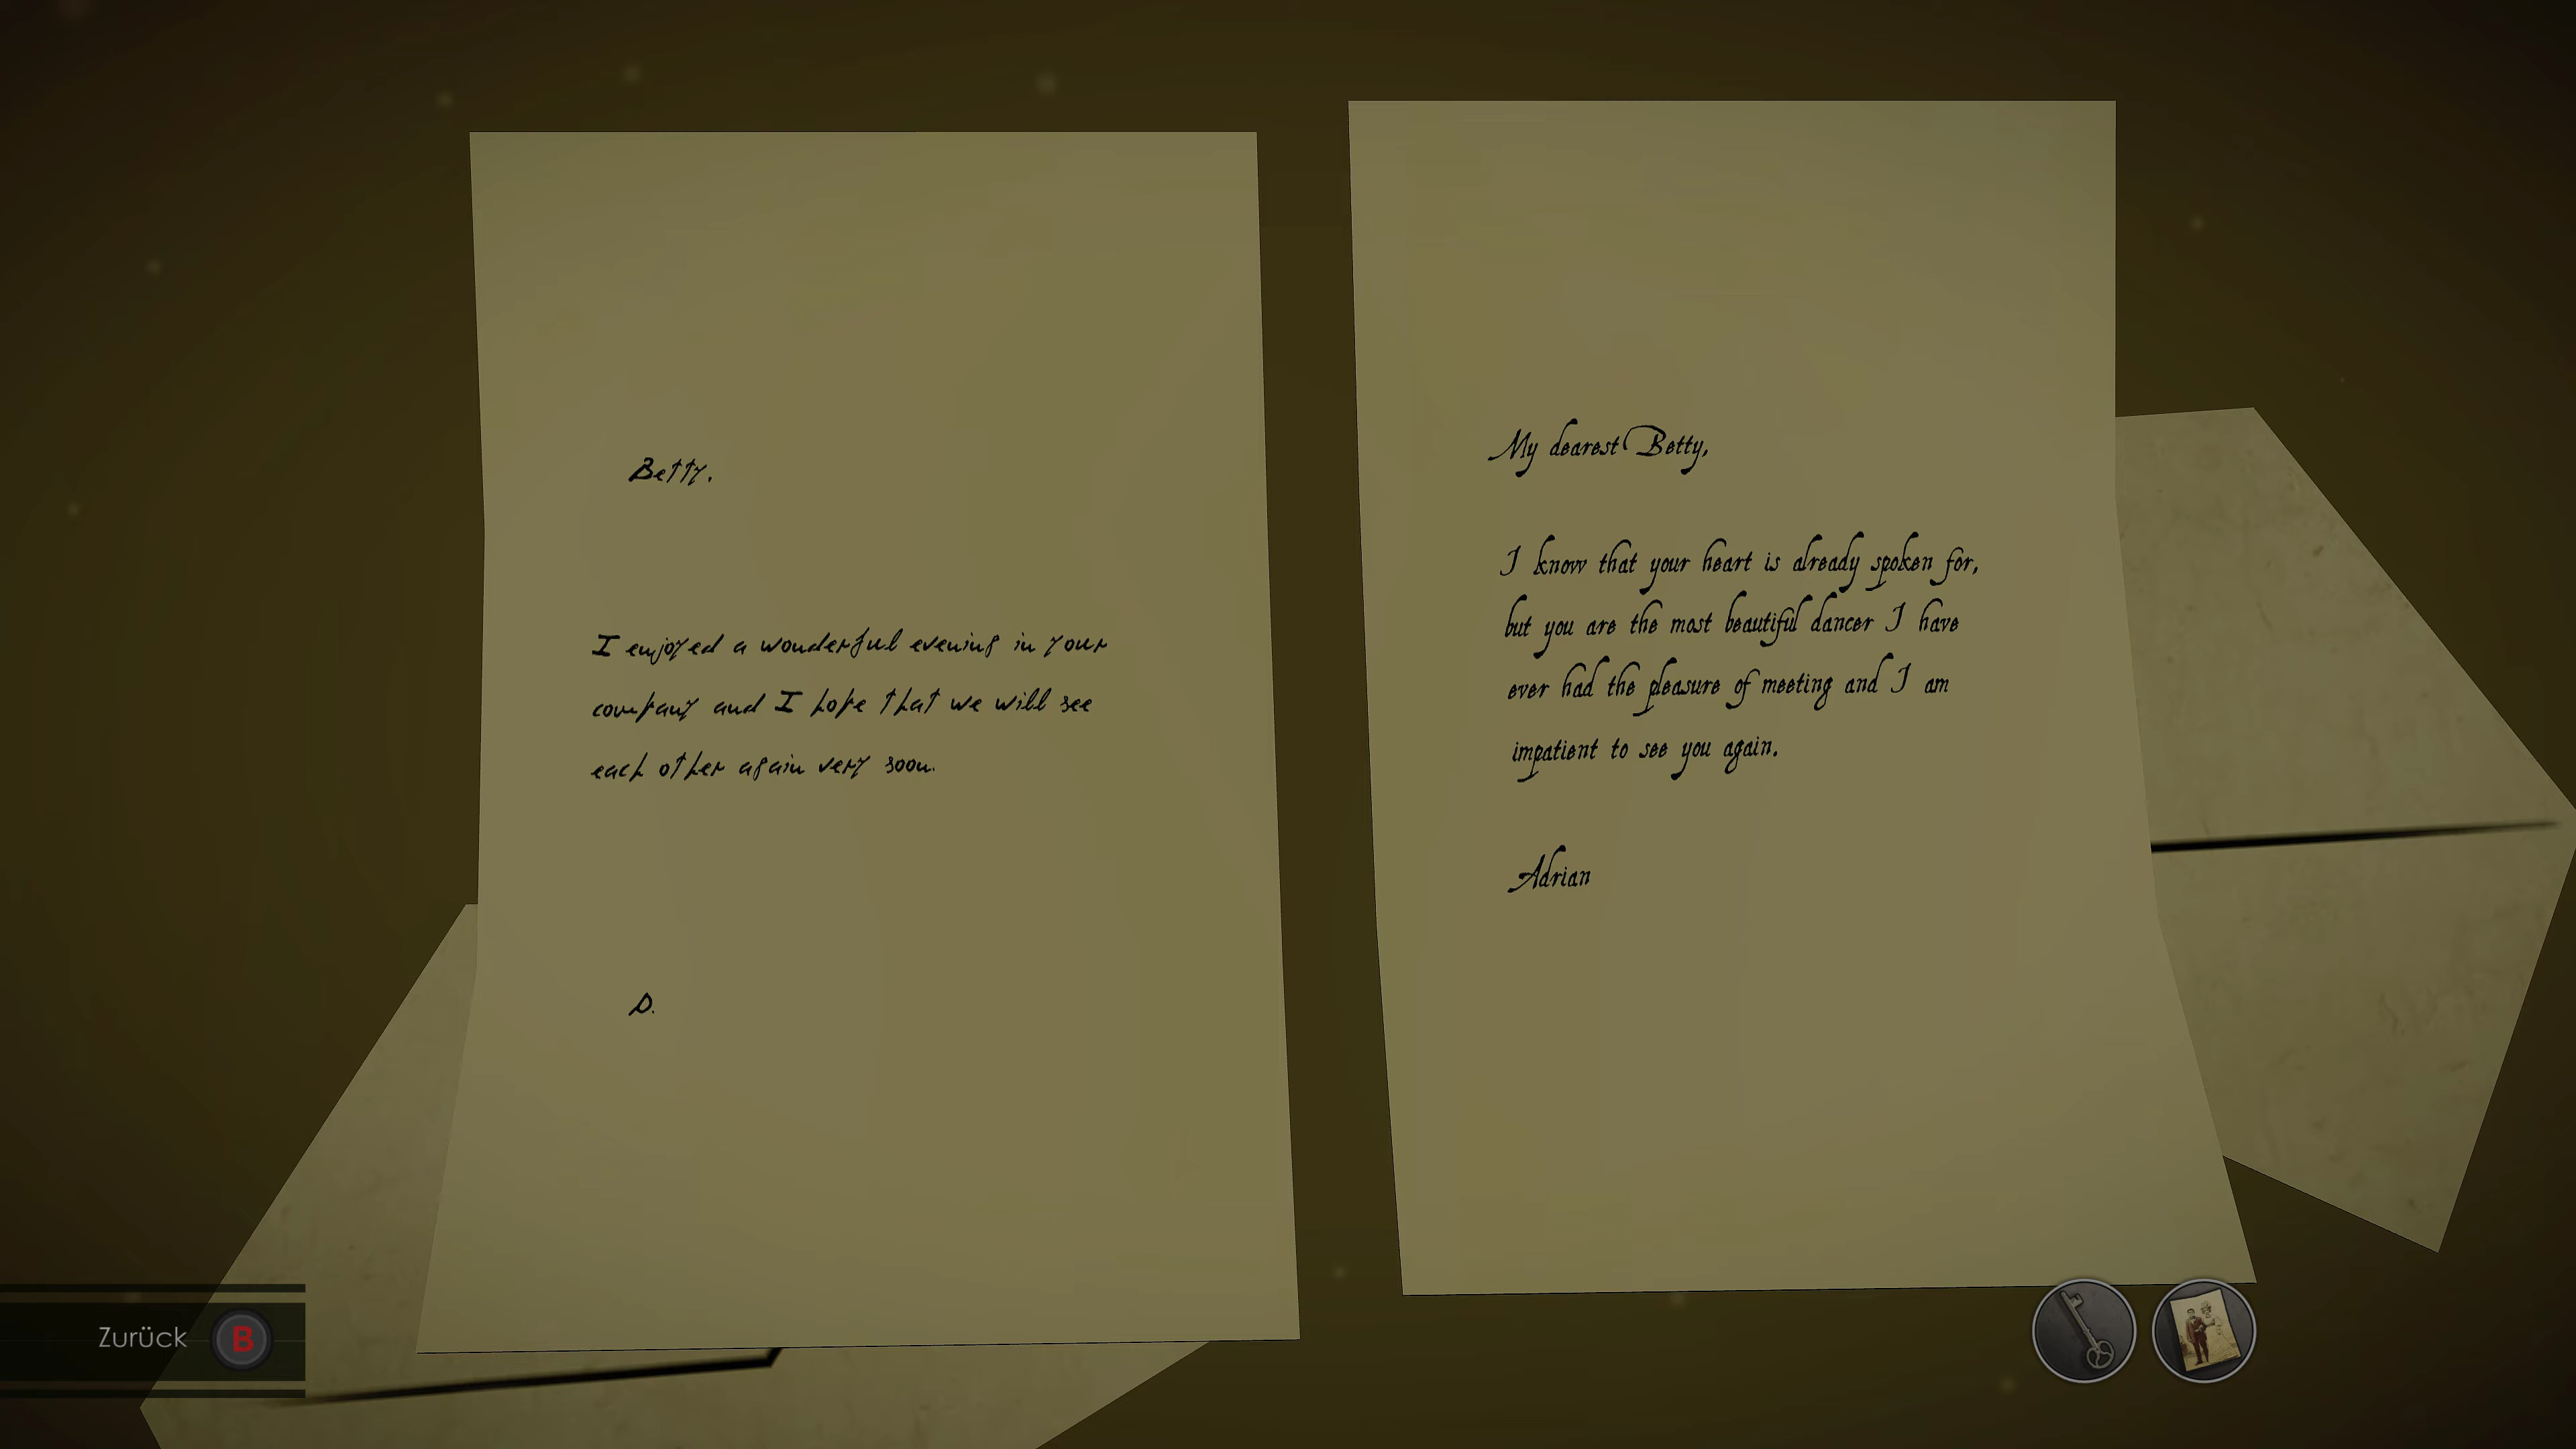 Betty.
I enjoyed a wonderful evening in your
company and I hope that we will see
each other again very soon.
D.
My dearest Betty,
I know that your heart is already spoken for,
but you are the most beautiful dancer I have
ever had the pleasure of meeting and I am
impatient to see you again.
Adrian
Zurück B